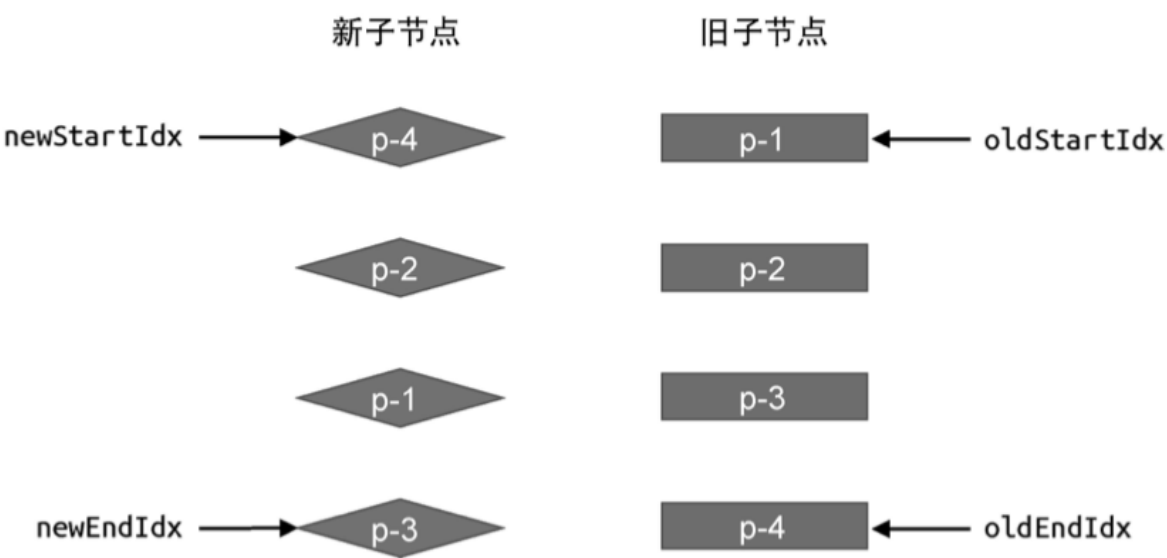 新子节点 旧子节点
newStartIdx p-4 p-1 oldStartIdx
p-2 p-2
p-1 p-3
newEndIdx p-3 p-4 oldEndIdx